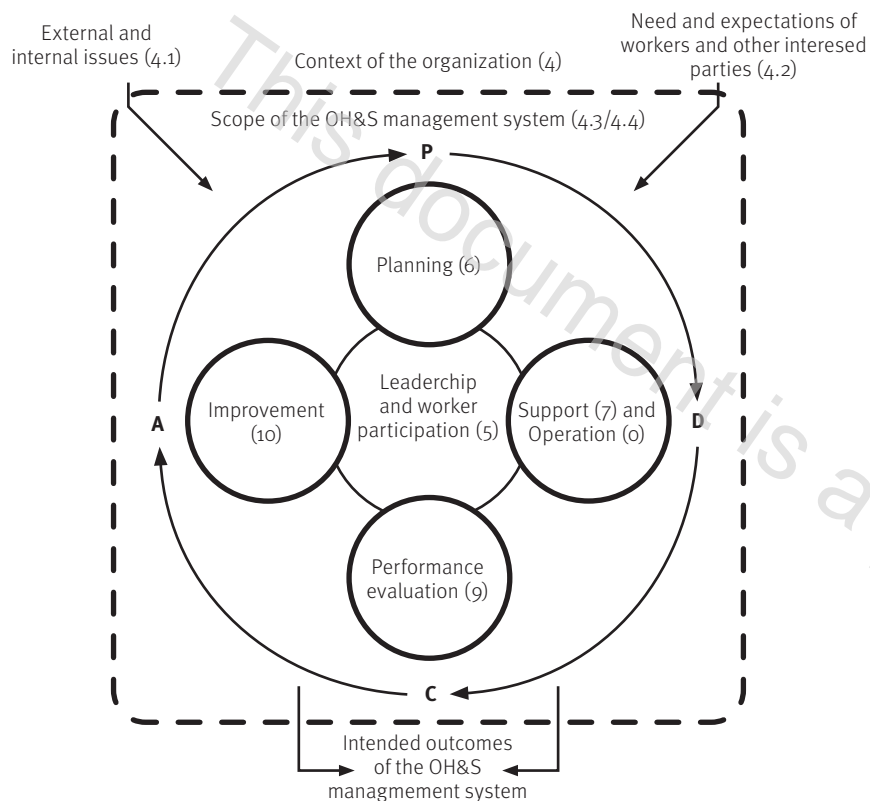 External and
internal issues (4.1)
Context of the organization (4)
Need and expectations of
workers and other interesed
parties (4.2)
Scope of the OH&S management system (4.3/4.4)
P
Planning (6)
A
Improvement
(10)
Leaderchip
and worker
participation (5)
Support (7) and
Operation (0)
D
Performance
evaluation (9)
C
Intended outcomes
of the OH&S
managmement system
This document is a